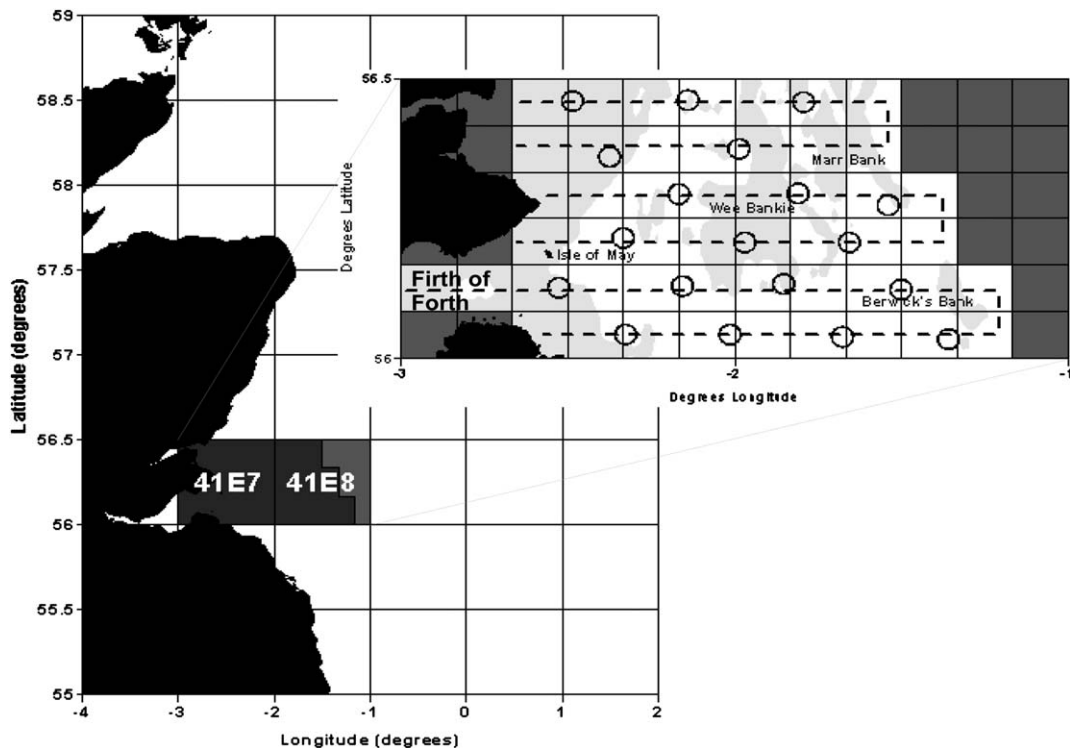 59
58.5
58
57.5
57
56.5
56
55.5
55
Latitude (degrees)
-4
-3
-2
-1
0
1
2
Longitude (degrees)
41E7
41E8
56.5
56
Degrees Latitude
-3
-2
-1
Degrees Longitude
Marr Bank
Wee Bankie
Isle of May
Firth of
Forth
Berwick's Bank